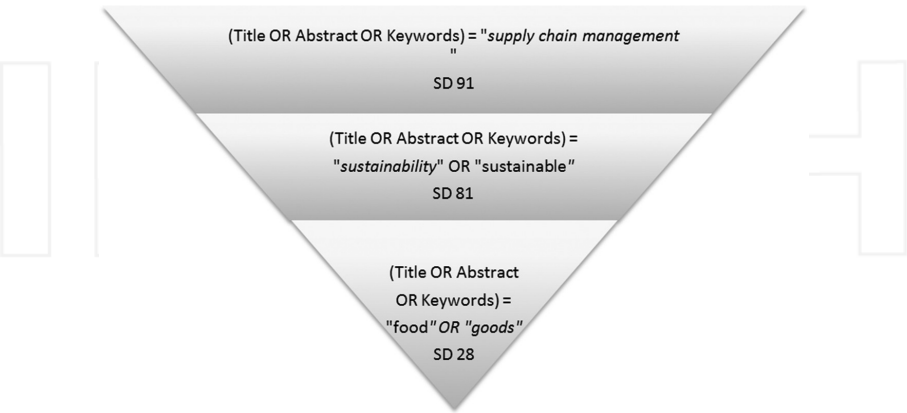 (Title OR Abstract OR Keywords) = "supply chain management
"
SD 91
(Title OR Abstract OR Keywords) =
"sustainability" OR "sustainable"
SD 81
(Title OR Abstract
OR Keywords) =
"food" OR "goods"
SD 28